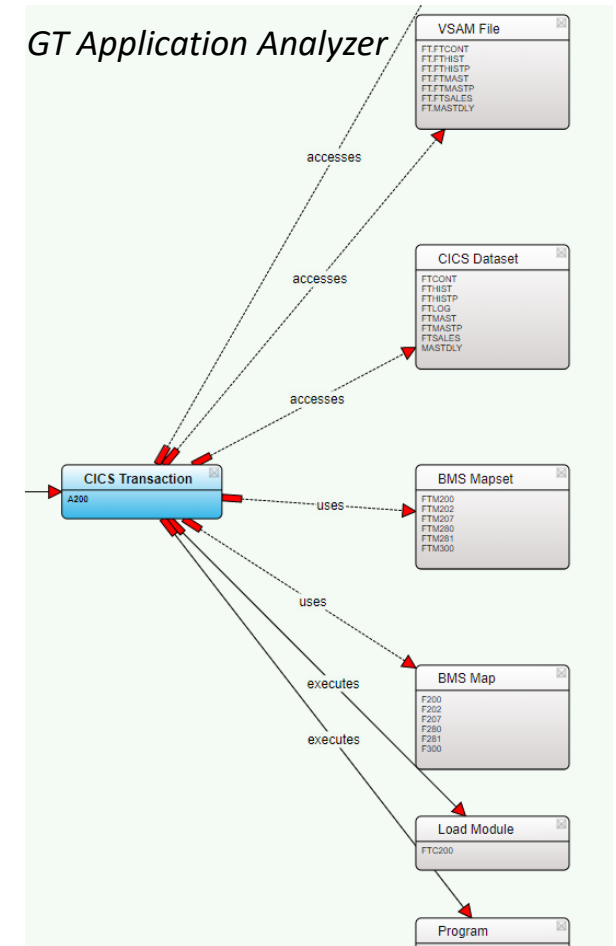 GT Application Analyzer
VSAM File
FT.FTCONT
FT.FTHIST
FT.FTHISTP
FT.FTMAST
FT.FTMASTP
FT.FTSALES
FT.MASTDLY
accesses
accesses
CICS Dataset
FTCONT
FTHIST
FTHISTP
FTLOG
FTMAST
FTMASTP
FTSALES
MASTDLY
accesses
CICS Transaction
A200
BMS Mapset
FTM200
FTM202
FTM207
FTM280
FTM281
FTM300
uses
uses
BMS Map
F200
F202
F207
F280
F281
F300
executes
executes
Load Module
FTC200
Program